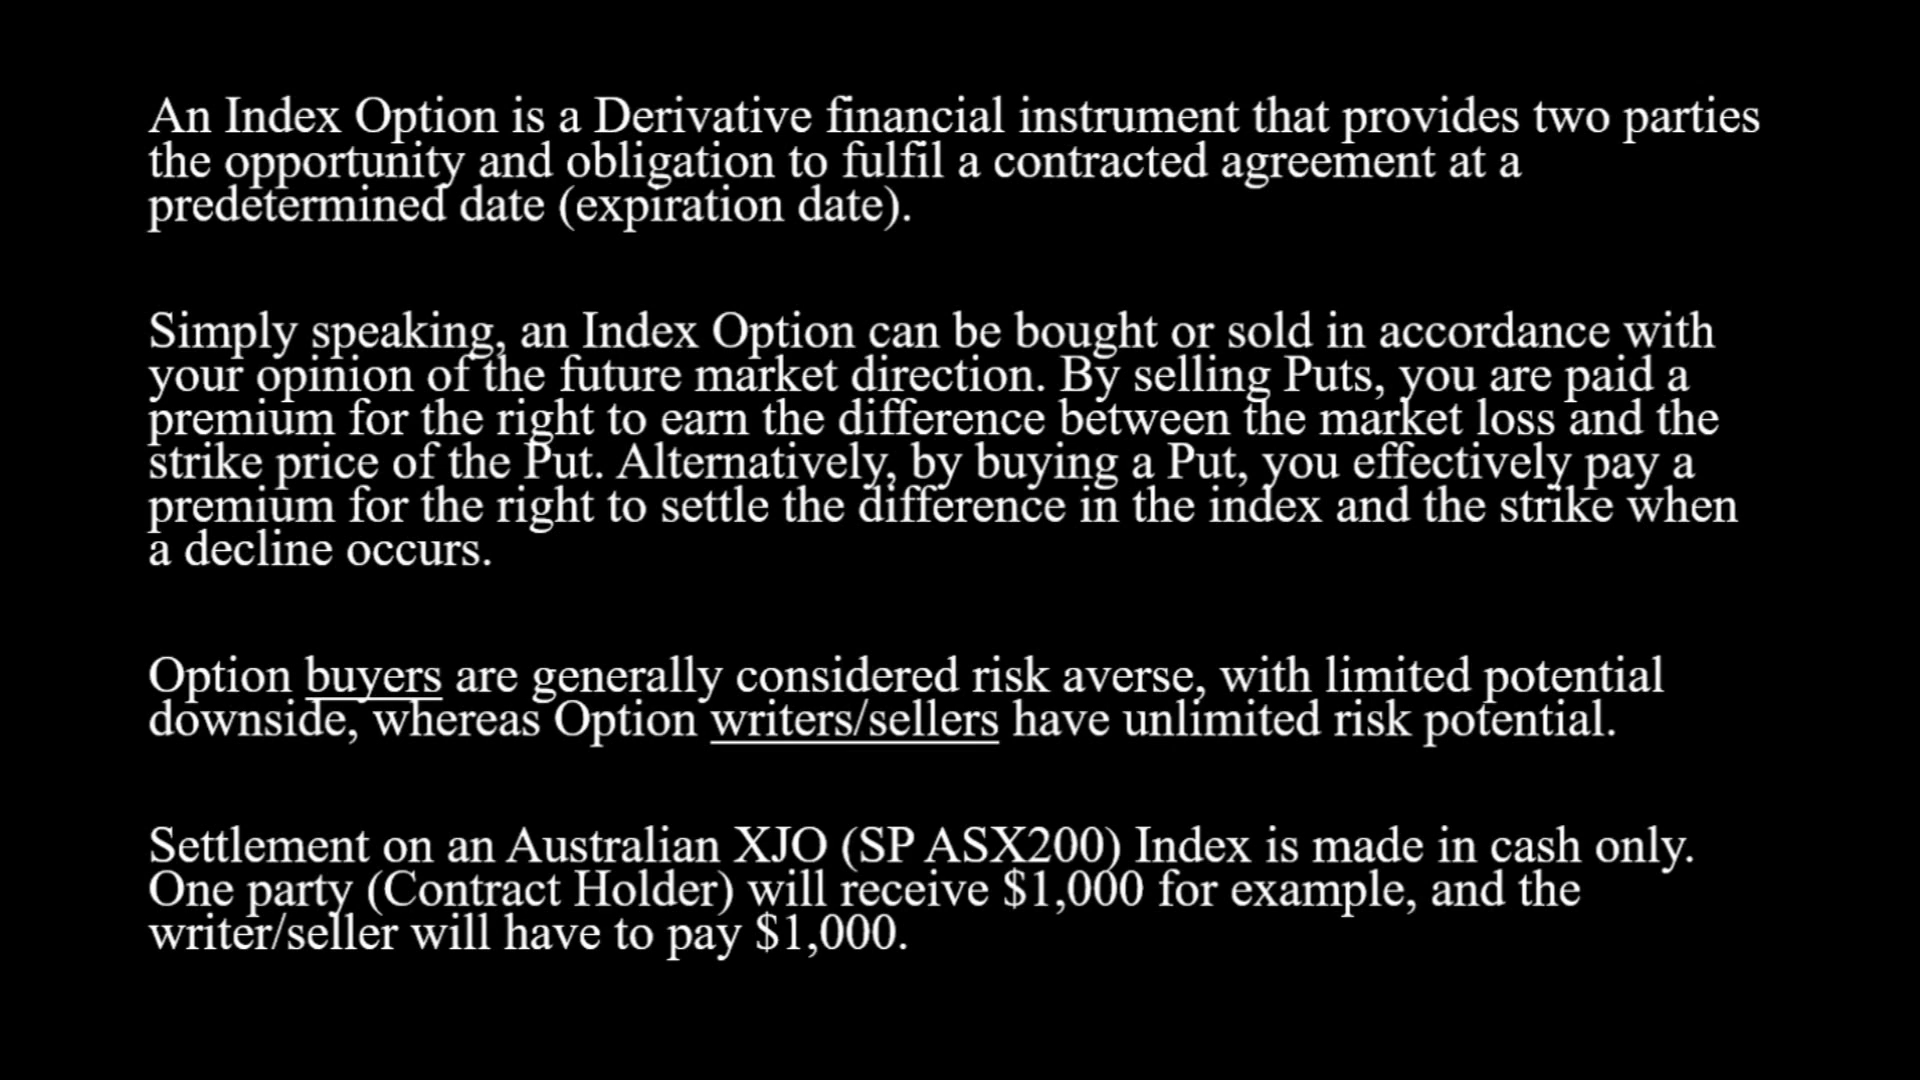 An Index Option is a Derivative financial instrument that provides two parties
the opportunity and obligation to fulfil a contracted agreement at a
predetermined date (expiration date).
Simply speaking, an Index Option can be bought or sold in accordance with
your opinion of the future market direction. By selling Puts, you are paid a
premium for the right to earn the difference between the market loss and the
strike price of the Put. Alternatively, by buying a Put, you effectively pay a
premium for the right to settle the difference in the index and the strike when
a decline occurs.
Option buyers are generally considered risk averse, with limited potential
downside, whereas Option writers/sellers have unlimited risk potential.
Settlement on an Australian XJO (SP ASX200) Index is made in cash only.
One party (Contract Holder) will receive $1,000 for example, and the
writer/seller will have to pay $1,000.